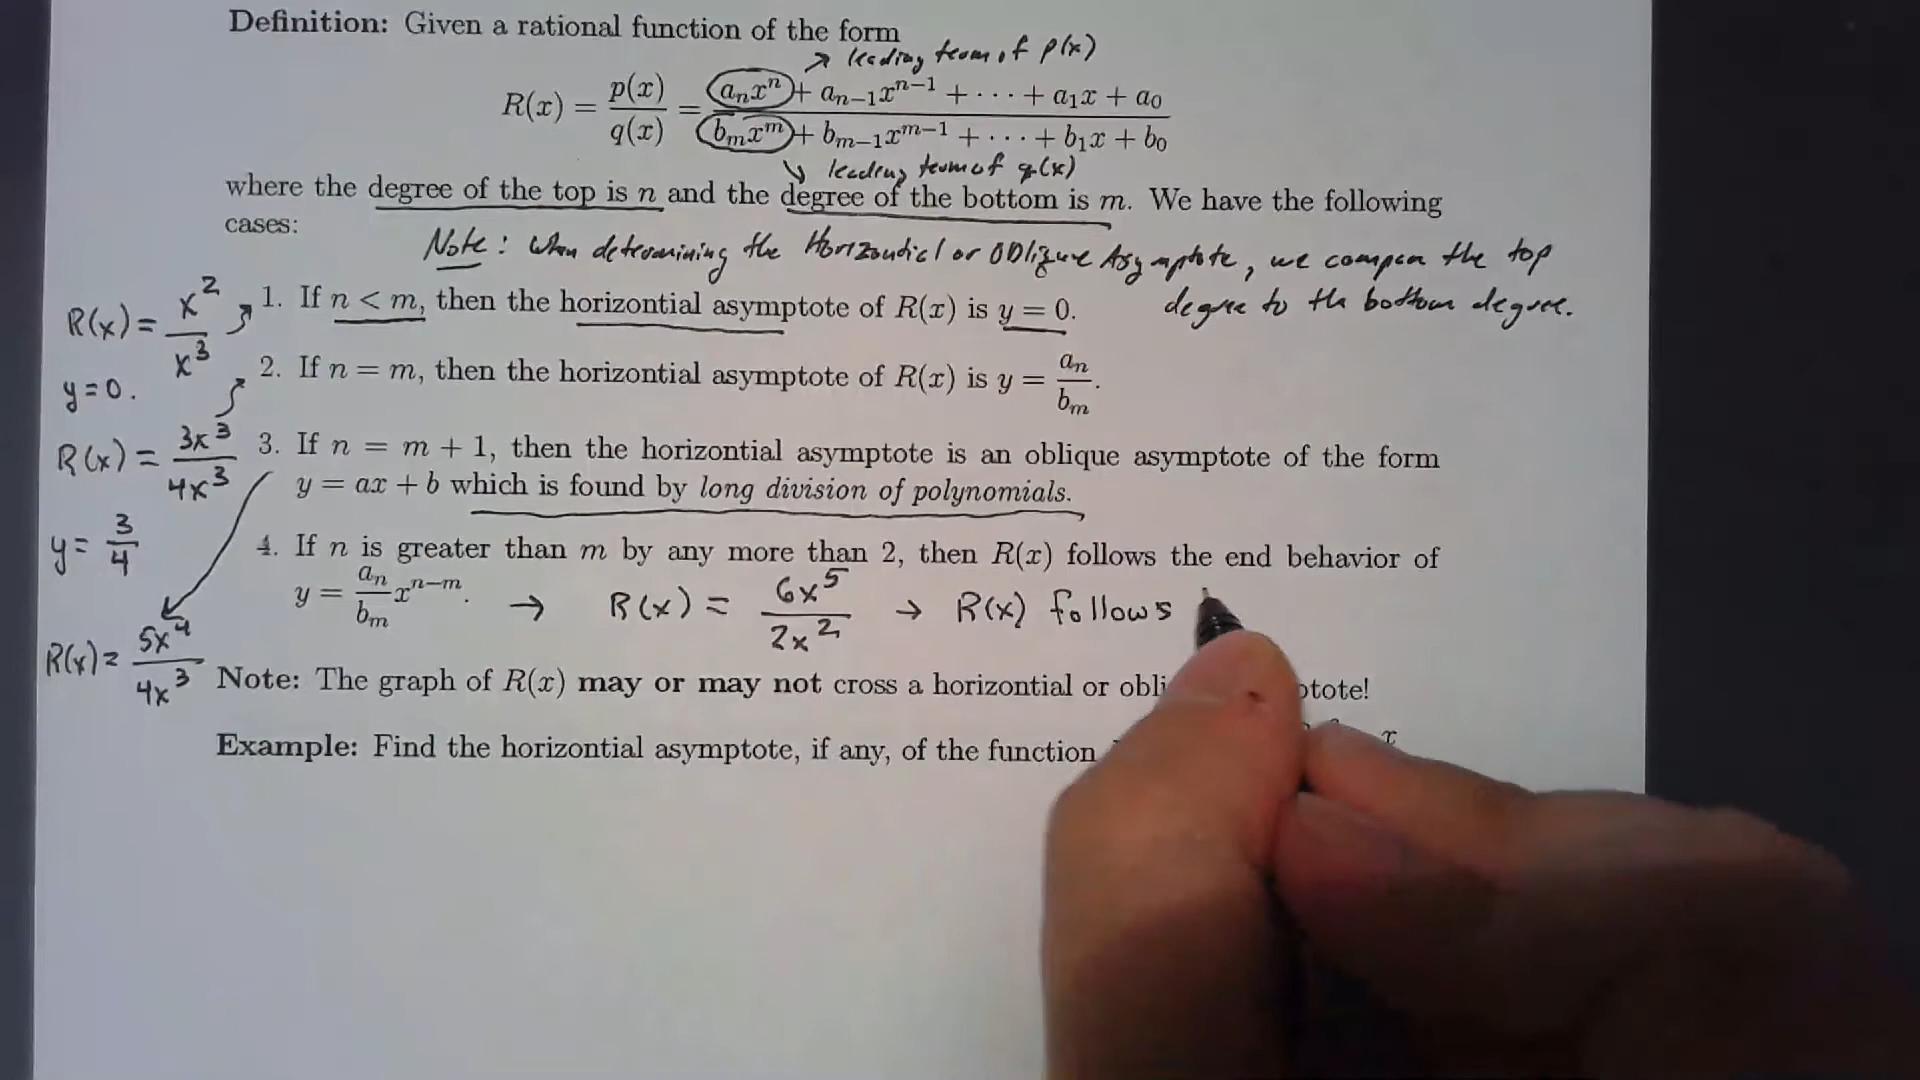 Definition: Given a rational function of the form
↗ leading term of p(x)
R(x) = p(x)/q(x) = (aₙxⁿ + aₙ₋₁xⁿ⁻¹ + · · · + a₁x + a₀)/(bₘxᵐ + bₘ₋₁xᵐ⁻¹ + · · · + b₁x + b₀)
↘ leading term of q(x)
where the degree of the top is n and the degree of the bottom is m. We have the following
cases:
Note: When determining the Horizontal or Oblique Asymptote, we compare the top
degree to the bottom degree.
R(x) = x²/x³
1. If n < m, then the horizontial asymptote of R(x) is y = 0.
y = 0.
2. If n = m, then the horizontial asymptote of R(x) is y = aₙ/bₘ.
R(x) = 3x³/4x³
3. If n = m + 1, then the horizontial asymptote is an oblique asymptote of the form
y = ax + b which is found by long division of polynomials.
y = 3/4
4. If n is greater than m by any more than 2, then R(x) follows the end behavior of
y = aₙ/bₘ xⁿ⁻ᵐ. → R(x) = 6x⁵/2x² → R(x) follows
R(x) = 5x⁴/4x³
Note: The graph of R(x) may or may not cross a horizontial or
Example: Find the horizontial asymptote, if any, of the function